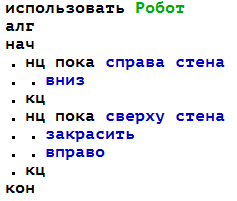 использовать Робот
алг
нач
. нц пока справа стена
. . вниз
. кц
. нц пока сверху стена
. . закрасить
. . вправо
. кц
кон